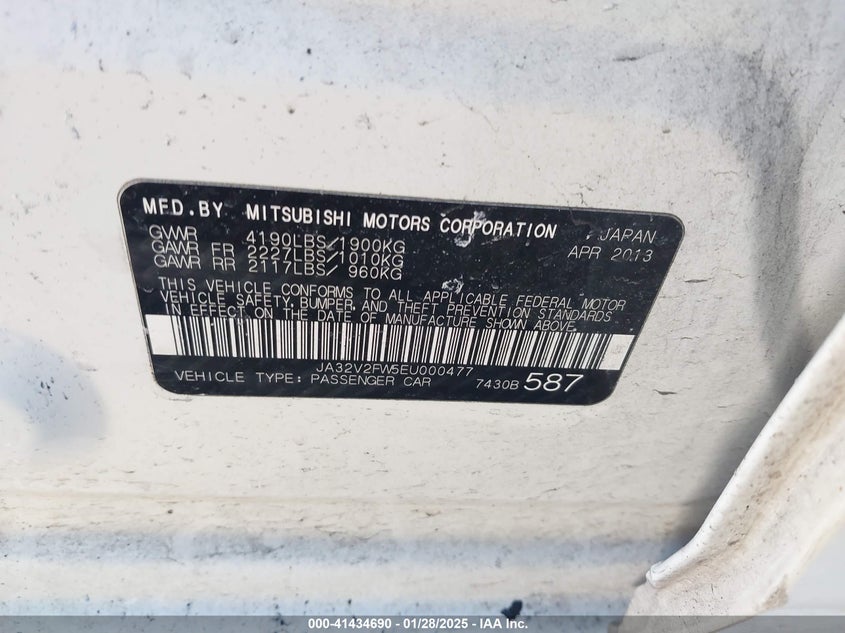 MFD.BY MITSUBISHI MOTORS CORPORATION
GVWR 4190LBS/1900KG JAPAN
GAWR FR 2227LBS/1010KG APR 2013
GAWR RR 2117LBS/ 960KG
THIS VEHICLE CONFORMS TO ALL APPLICABLE FEDERAL MOTOR
VEHICLE SAFETY, BUMPER, AND THEFT PREVENTION STANDARDS
IN EFFECT ON THE DATE OF MANUFACTURE SHOWN ABOVE.
JA32V2FW5EU000477
VEHICLE TYPE: PASSENGER CAR 7430B 587
000-41434690 | 01/28/2025 | IAA Inc.